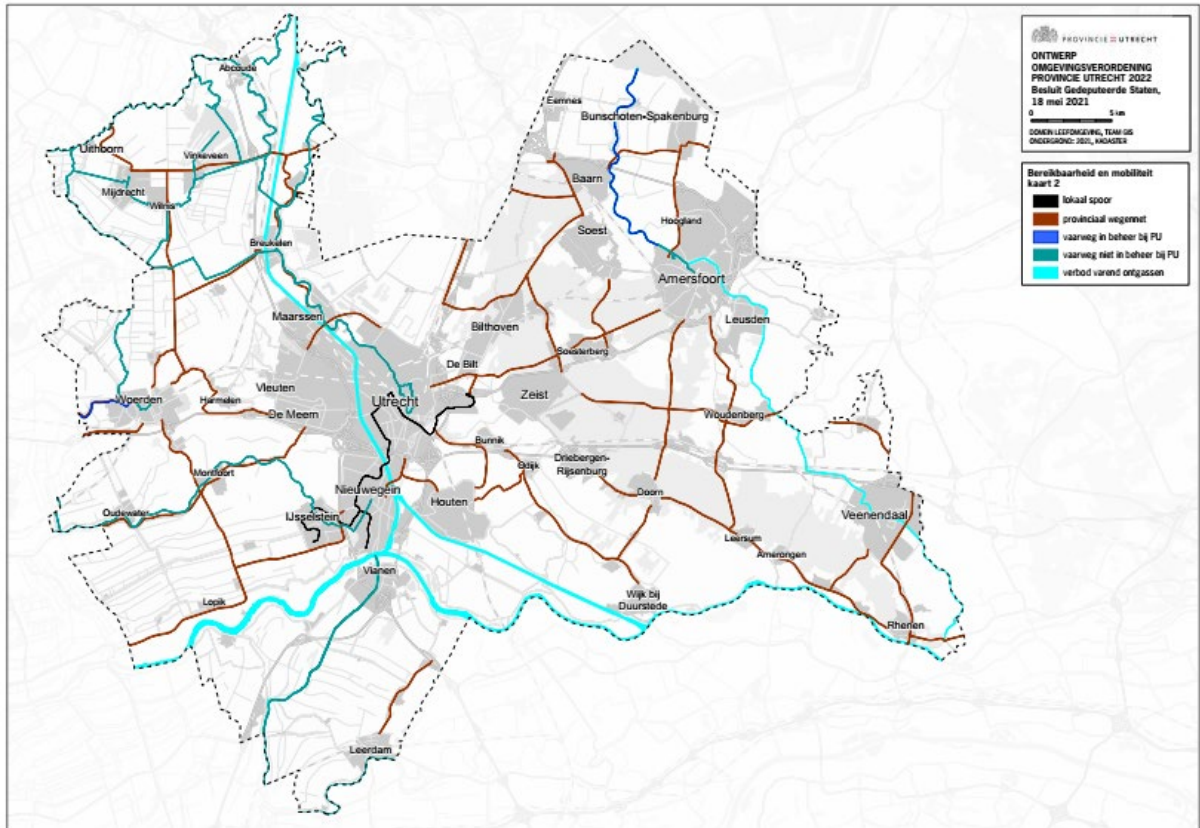 PROVINCIE UTRECHT
ONTWERP
OMGEVINGSVERORDENING
PROVINCIE UTRECHT 2022
Besluit Gedeputeerde Staten,
18 mei 2021
0 5 km
DOMEIN LEEFOMGEVING, TEAM GIS
ONDERGROND: 2021, KADASTER
Bereikbaarheid en mobiliteit
kaart 2
lokaal spoor
provinciaal wegennet
vaarweg in beheer bij PU
vaarweg niet in beheer bij PU
verbod varend ontgassen
Abcoude
Eemnes
Bunschoten-Spakenburg
Uithoorn
Vinkeveen
Baarn
Mijdrecht
Wilnis
Hoogland
Soest
Breukelen
Amersfoort
Maarssen
Leusden
Bilthoven
Soesterberg
De Bilt
Vleuten
Zeist
Woerden
Harmelen
Utrecht
De Meern
Woudenberg
Bunnik
Driebergen-
Rijsenburg
Odijk
Montfoort
Nieuwegein
Houten
Doorn
Oudewater
IJsselstein
Veenendaal
Leersum
Amerongen
Vianen
Lopik
Wijk bij
Duurstede
Rhenen
Leerdam